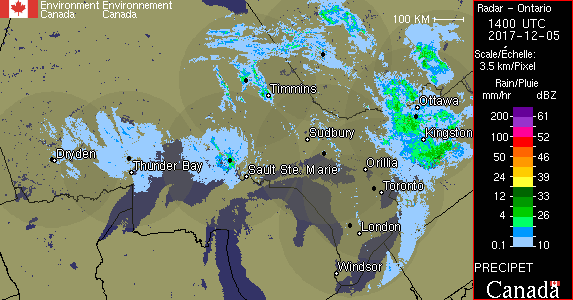 Environment Environnement
Canada Canada
100 KM
Timmins
Ottawa
Sudbury
Kingston
Dryden
Thunder Bay
Sault Ste. Marie
Orillia
Toronto
London
Windsor
Radar - Ontario
1400 UTC
2017-12-05
Scale/Échelle:
3.5 km/Pixel
Rain/Pluie
mm/hr dBZ
200 61
100 52
50 46
24 39
12 33
4 26
0.1 10
PRECIPET
Canada